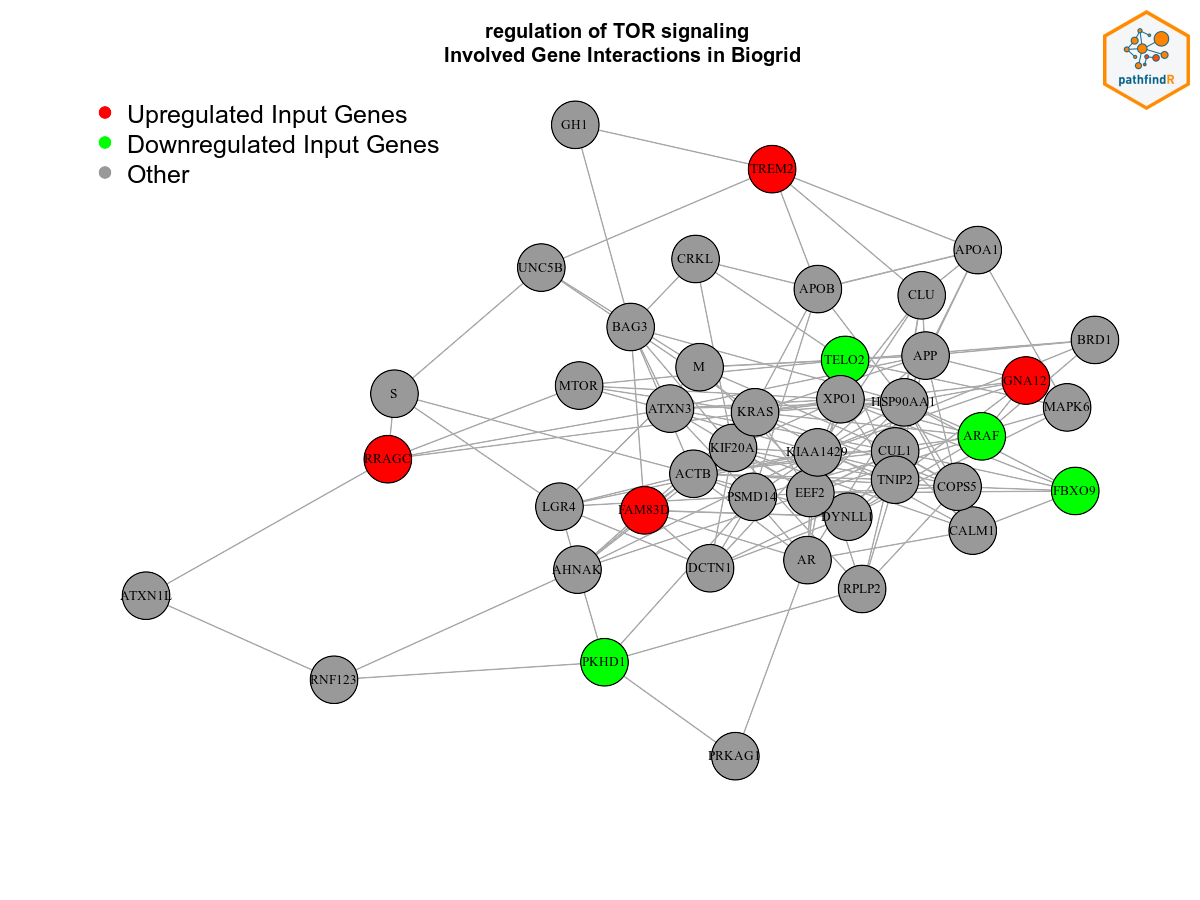 regulation of TOR signaling
Involved Gene Interactions in Biogrid
pathfindR
Upregulated Input Genes
Downregulated Input Genes
Other
GH1
TREM2
UNC5B
CRKL
APOA1
APOB
CLU
BAG3
BRD1
M
TELO2
APP
MTOR
GNA12
S
ATXN3
KRAS
XPO1
HSP90AA1
MAPK6
KIF20A
KIAA1429
CUL1
ARAF
RRAGC
ACTB
TNIP2
LGR4
FAM83D
PSMD14
EEF2
COPS5
FBXO9
DYNLL1
CALM1
AHNAK
DCTN1
AR
RPLP2
ATXN1L
RNF123
PKHD1
PRKAG1